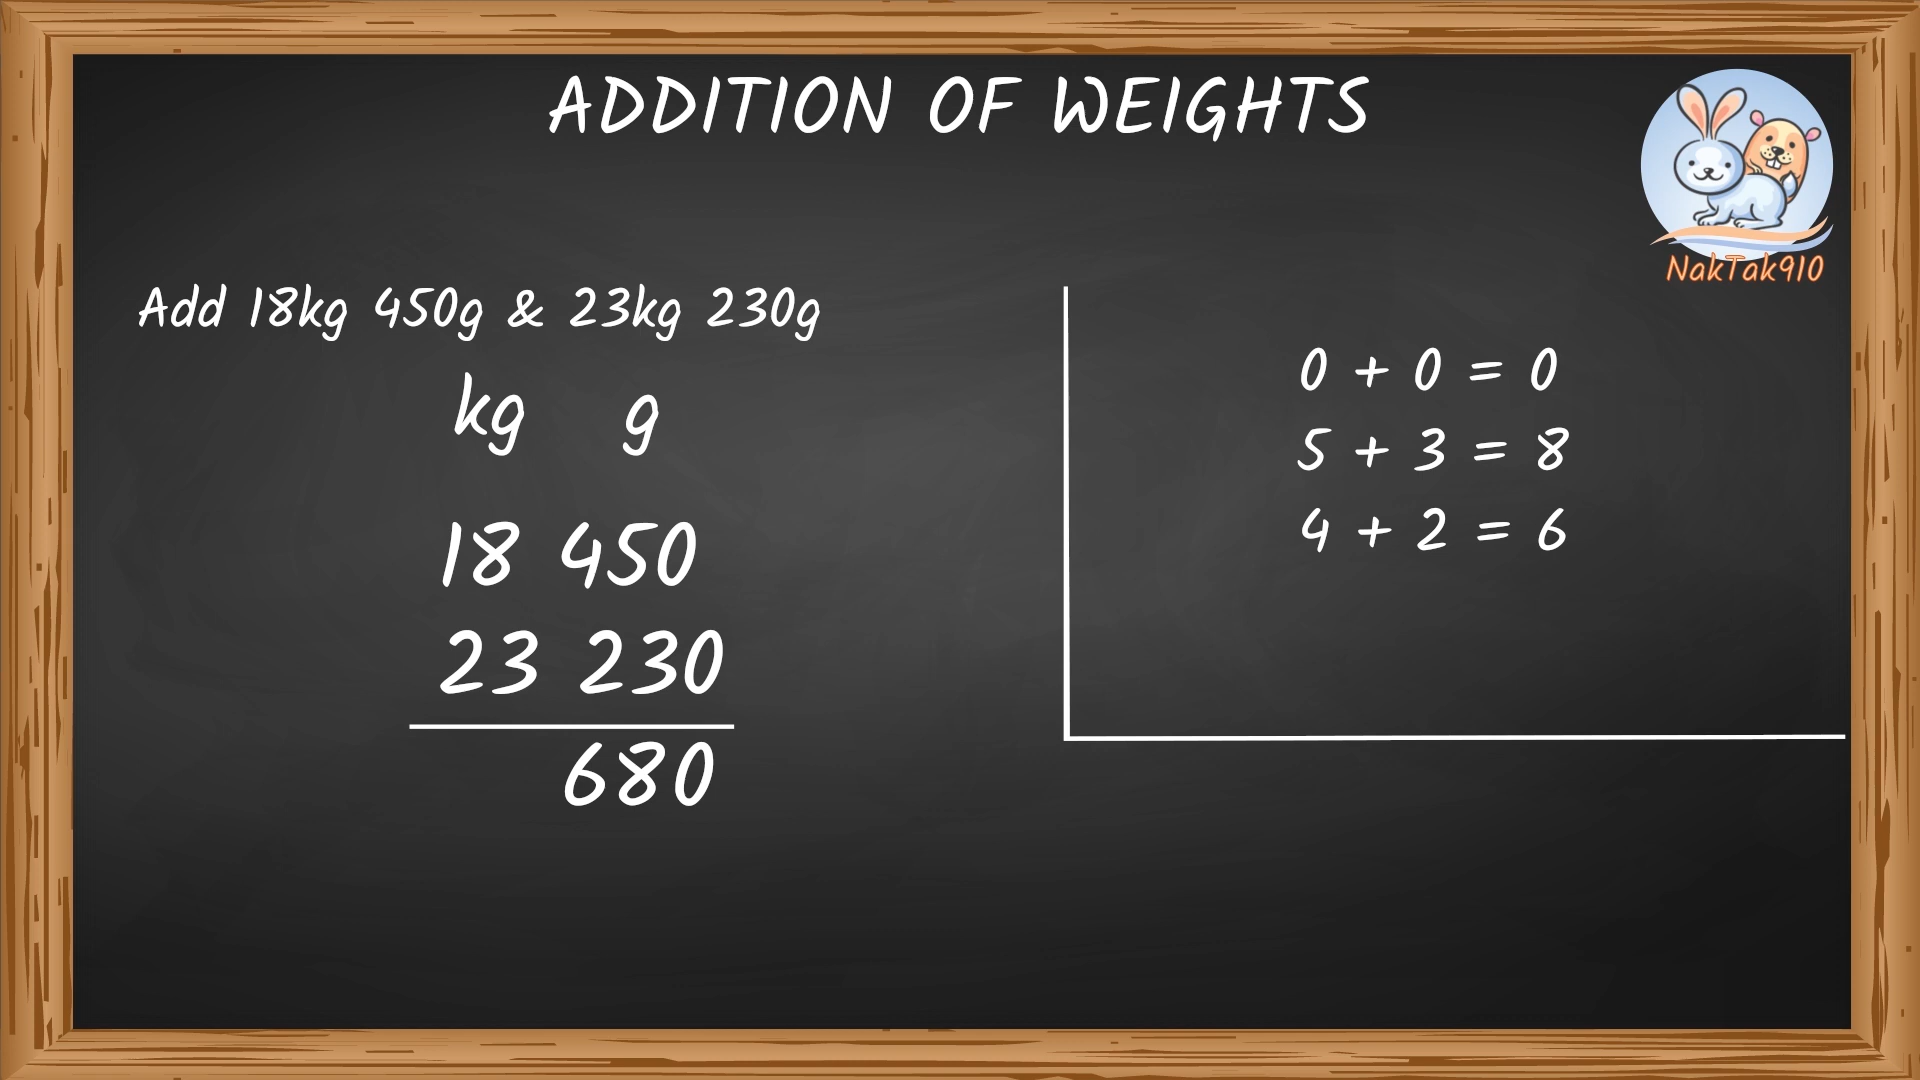 ADDITION OF WEIGHTS
NakTak910
Add 18kg 450g & 23kg 230g
kg g
18 450
23 230
680
0 + 0 = 0
5 + 3 = 8
4 + 2 = 6